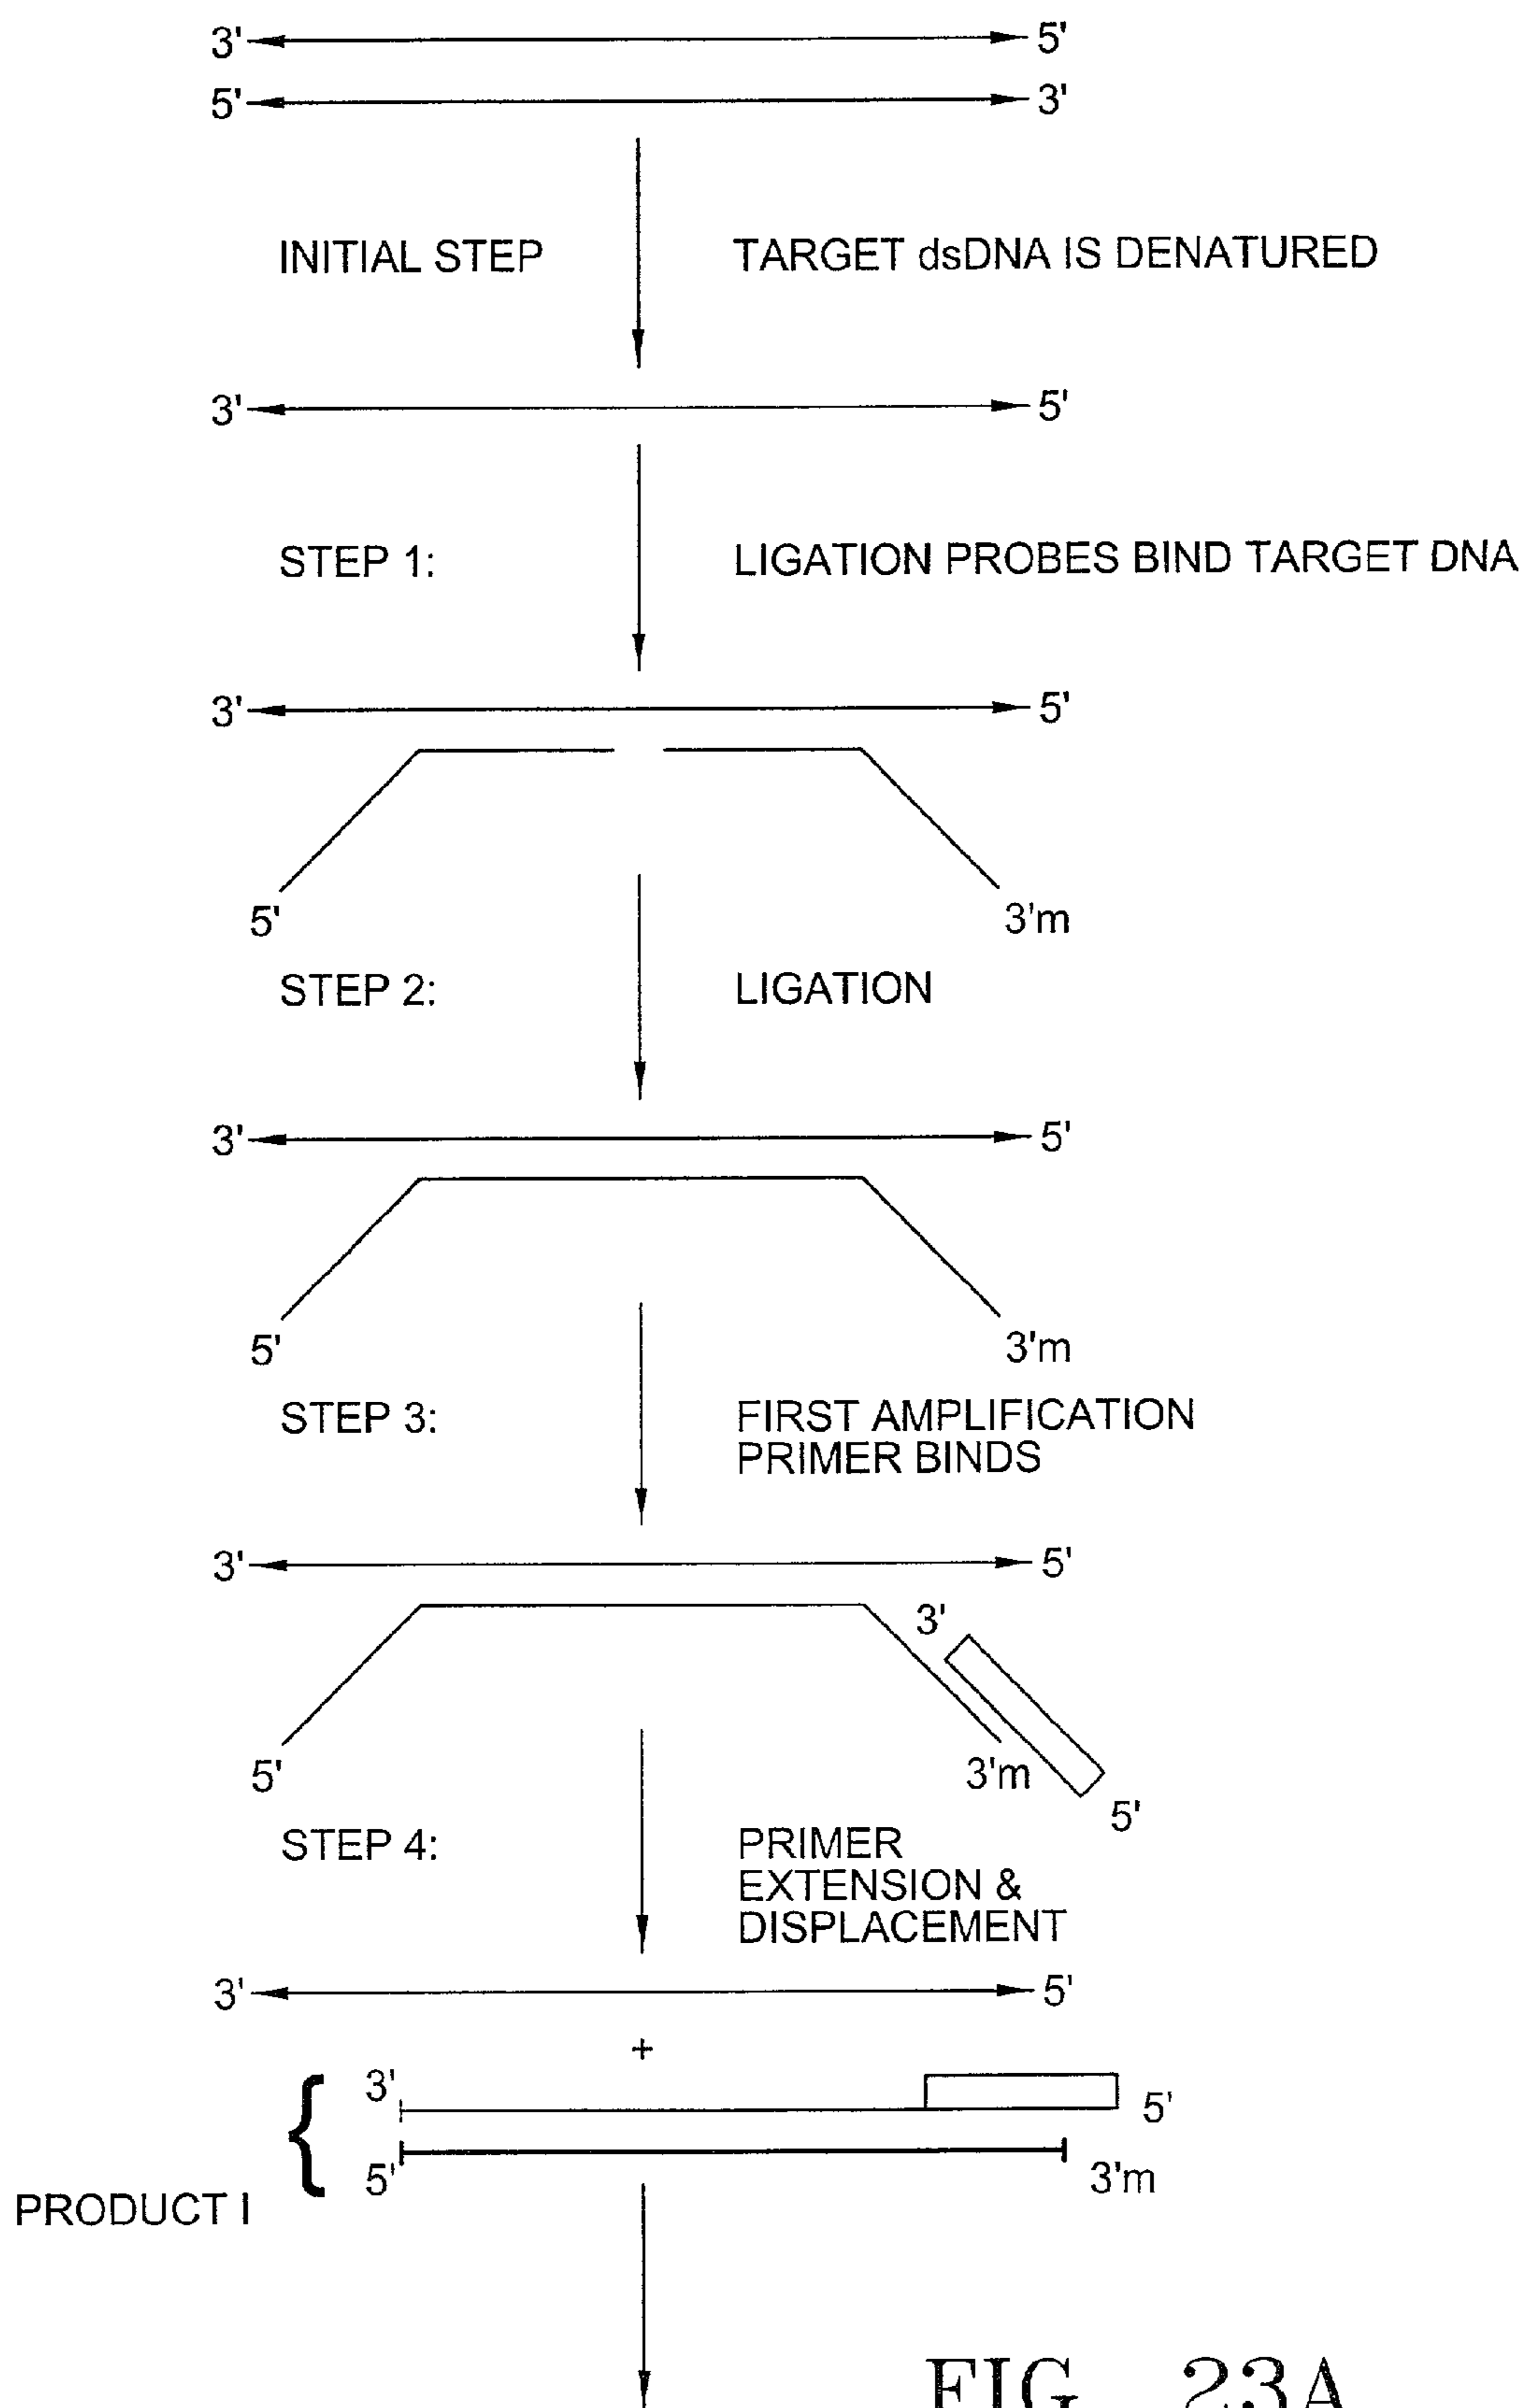 3' 5'
5' 3'
INITIAL STEP TARGET dsDNA IS DENATURED
3' 5'
STEP 1: LIGATION PROBES BIND TARGET DNA
3' 5'
5' 3'm
STEP 2: LIGATION
3' 5'
5' 3'm
STEP 3: FIRST AMPLIFICATION
PRIMER BINDS
3' 5'
3'
5' 3'm
5'
STEP 4: PRIMER
EXTENSION &
DISPLACEMENT
3' 5'
+
3' 5'
5' 3'm
PRODUCT I
FIG. 23A